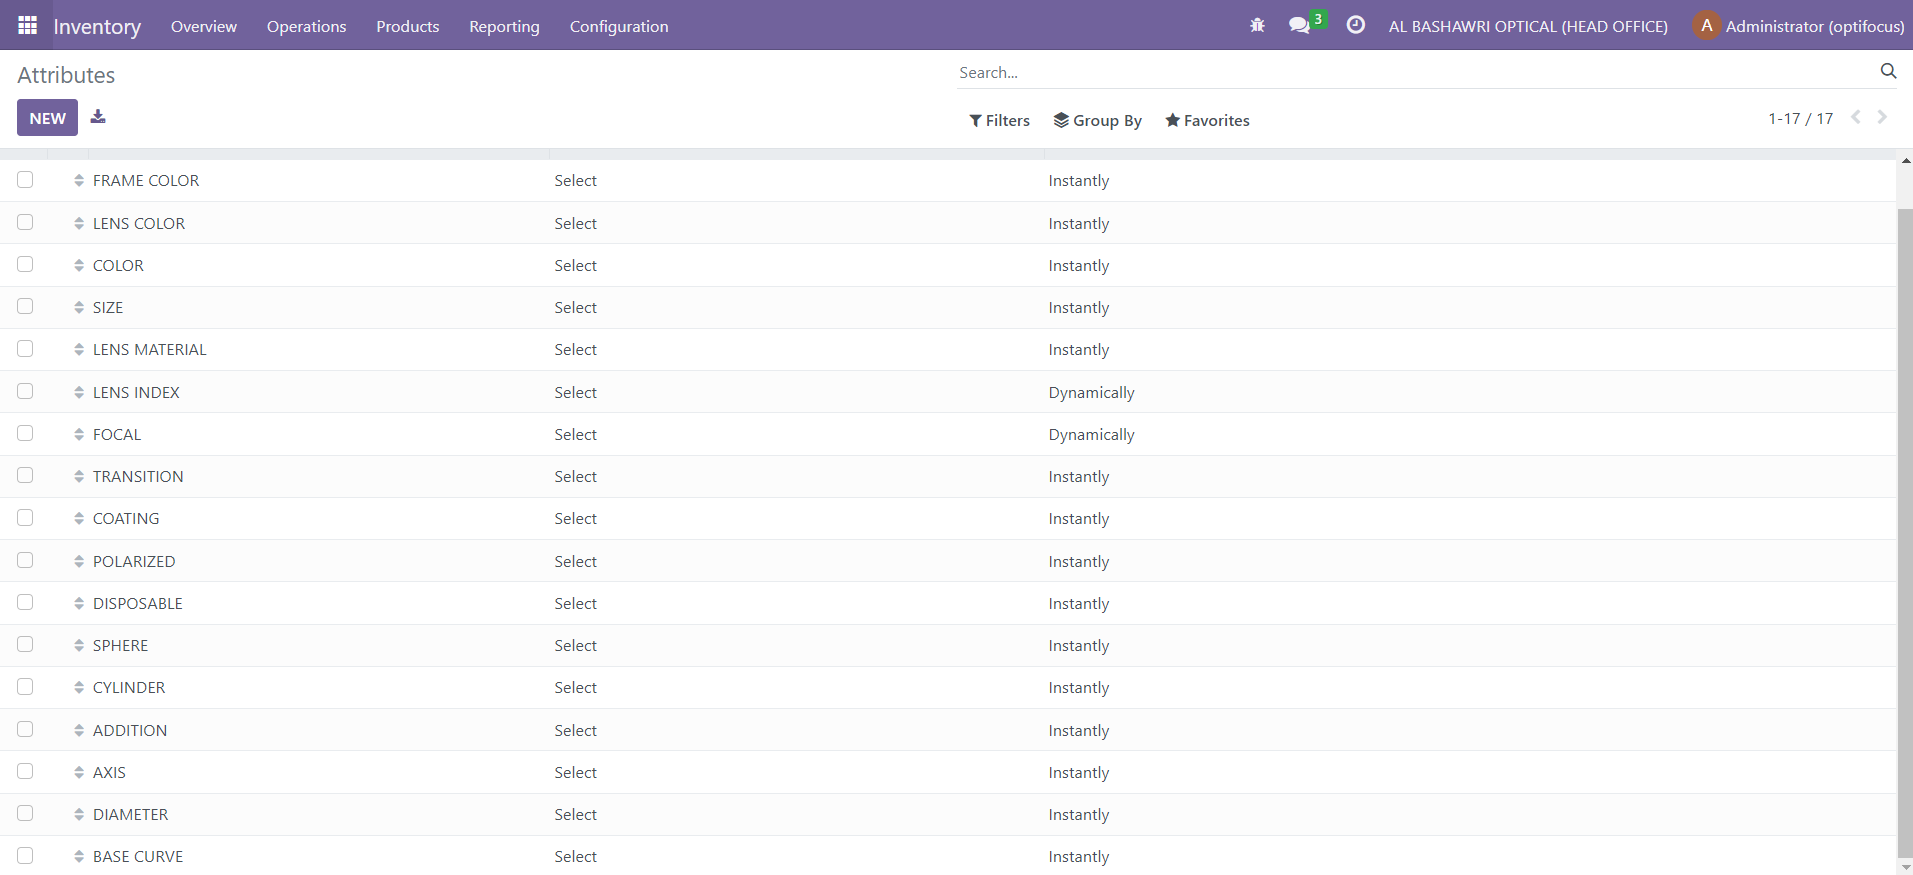 Inventory Overview Operations Products Reporting Configuration 3 AL BASHAWRI OPTICAL (HEAD OFFICE) A Administrator (optifocus)
Attributes Search...
NEW Filters Group By Favorites 1-17 / 17
FRAME COLOR Select Instantly
LENS COLOR Select Instantly
COLOR Select Instantly
SIZE Select Instantly
LENS MATERIAL Select Instantly
LENS INDEX Select Dynamically
FOCAL Select Dynamically
TRANSITION Select Instantly
COATING Select Instantly
POLARIZED Select Instantly
DISPOSABLE Select Instantly
SPHERE Select Instantly
CYLINDER Select Instantly
ADDITION Select Instantly
AXIS Select Instantly
DIAMETER Select Instantly
BASE CURVE Select Instantly